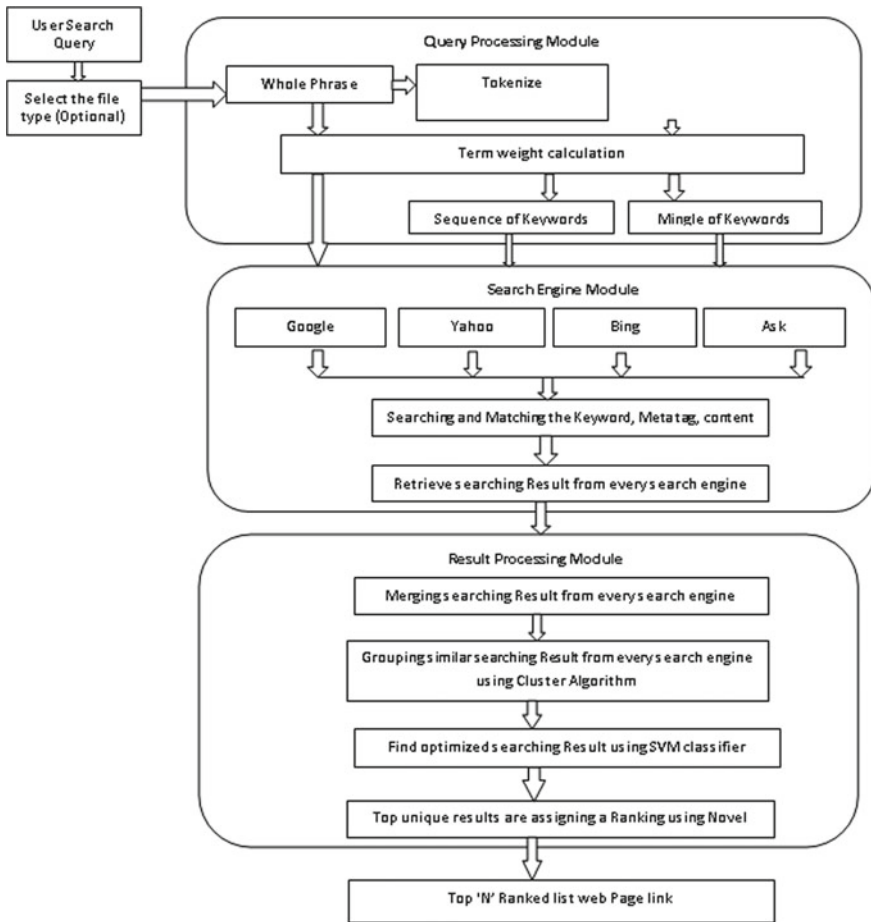 User Search
Query
Select the file
type (Optional)
Query Processing Module
Whole Phrase
Tokenize
Term weight calculation
Sequence of Keywords
Mingle of Keywords
Search Engine Module
Google
Yahoo
Bing
Ask
Searching and Matching the Keyword, Metatag, content
Retrieve searching Result from every search engine
Result Processing Module
Merging searching Result from every search engine
Grouping similar searching Result from every search engine
using Cluster Algorithm
Find optimized searching Result using SVM classifier
Top unique results are assigning a Ranking using Novel
Top 'N' Ranked list web Page link